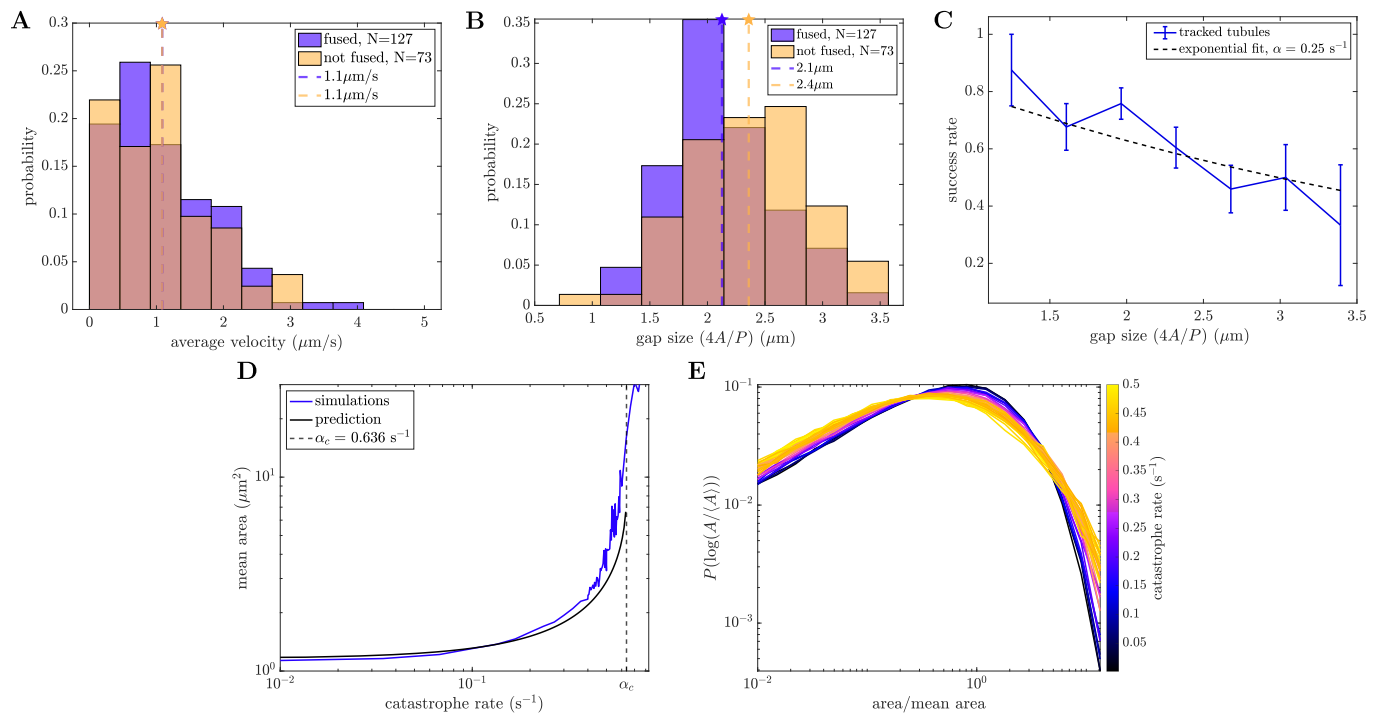 A
fused, N=127
not fused, N=73
1.1μm/s
1.1μm/s
probability
0.3
0.25
0.2
0.15
0.1
0.05
0
0 1 2 3 4 5
average velocity (μm/s)
B
fused, N=127
not fused, N=73
2.1μm
2.4μm
probability
0.35
0.3
0.25
0.2
0.15
0.1
0.05
0
0.5 1 1.5 2 2.5 3 3.5
gap size (4A/P) (μm)
C
tracked tubules
exponential fit, α = 0.25 s⁻¹
success rate
1
0.8
0.6
0.4
0.2
1.5 2 2.5 3 3.5
gap size (4A/P) (μm)
D
simulations
prediction
αc = 0.636 s⁻¹
mean area (μm²)
10¹
10⁰
10⁻² 10⁻¹ αc
catastrophe rate (s⁻¹)
E
P(log(A/⟨A⟩)))
10⁻¹
10⁻²
10⁻³
10⁻² 10⁰
area/mean area
0.5
0.45
0.4
0.35
0.3
0.25
0.2
0.15
0.1
0.05
catastrophe rate (s⁻¹)